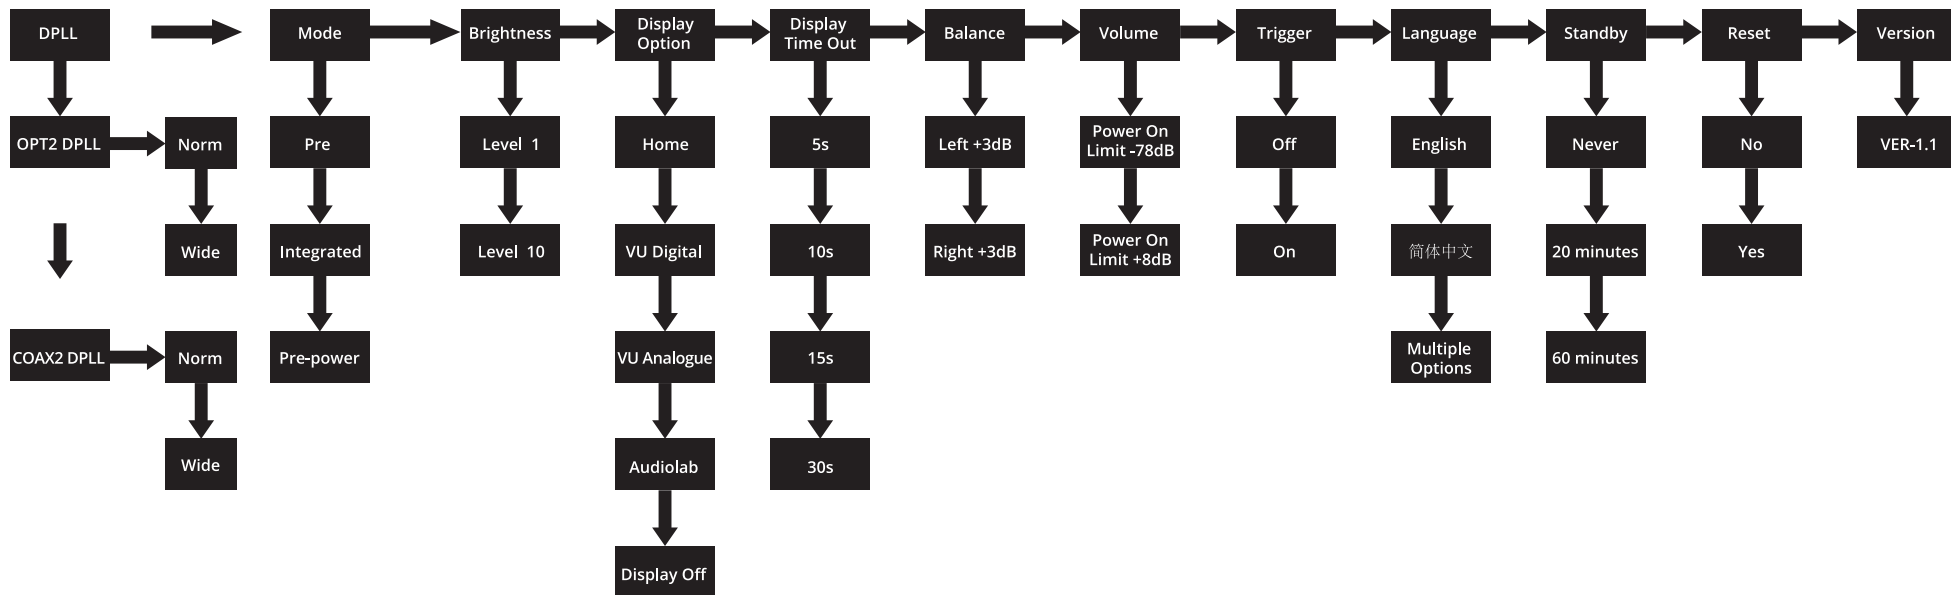 DPLL
Mode
Brightness
Display
Option
Display
Time Out
Balance
Volume
Trigger
Language
Standby
Reset
Version
OPT2 DPLL
Norm
Pre
Level 1
Home
5s
Left +3dB
Power On
Limit -78dB
Off
English
Never
No
VER-1.1
Wide
Integrated
Level 10
VU Digital
10s
Right +3dB
Power On
Limit +8dB
On
简体中文
20 minutes
Yes
COAX2 DPLL
Norm
Pre-power
VU Analogue
15s
Multiple
Options
60 minutes
Wide
Audiolab
30s
Display Off